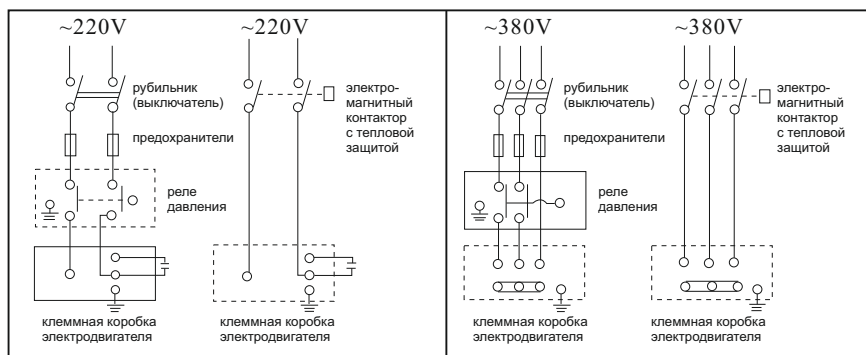 ~220V
~220V
рубильник
(выключатель)
предохранители
реле
давления
электро-
магнитный
контактор
с тепловой
защитой
клеммная коробка
электродвигателя
клеммная коробка
электродвигателя
~380V
~380V
рубильник
(выключатель)
предохранители
реле
давления
электро-
магнитный
контактор
с тепловой
защитой
клеммная коробка
электродвигателя
клеммная коробка
электродвигателя